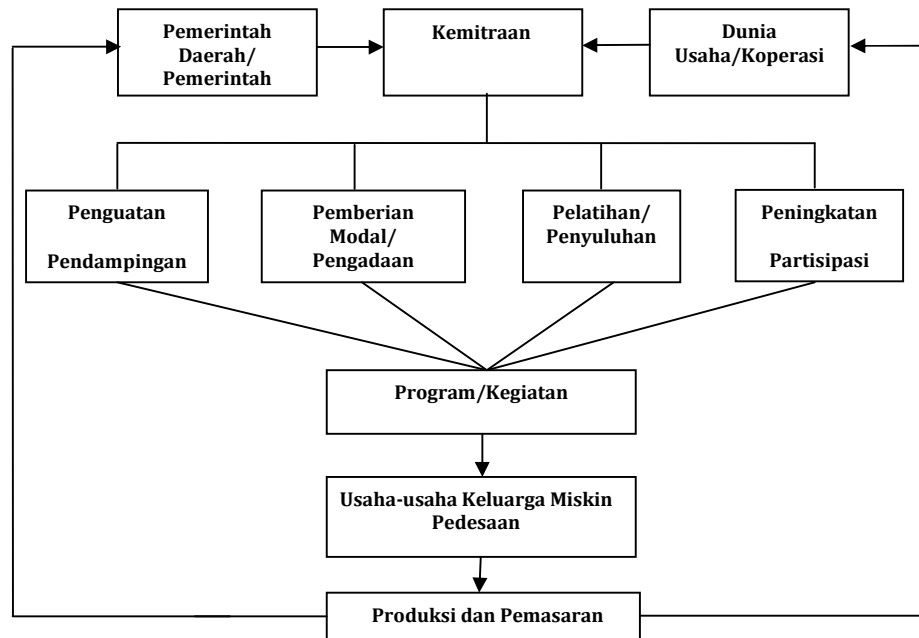 Pemerintah
Daerah/
Pemerintah
Kemitraan
Dunia
Usaha/Koperasi
Penguatan
Pendampingan
Pemberian
Modal/
Pengadaan
Pelatihan/
Penyuluhan
Peningkatan
Partisipasi
Program/Kegiatan
Usaha-usaha Keluarga Miskin
Pedesaan
Produksi dan Pemasaran